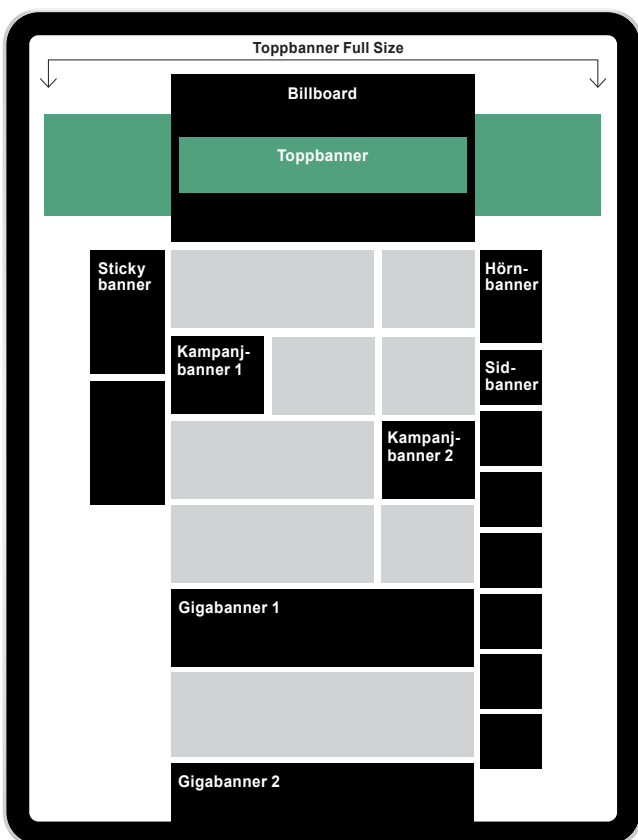 Toppbanner Full Size
Billboard
Toppbanner
Sticky
banner
Hörn-
banner
Kampanj-
banner 1
Sid-
banner
Kampanj-
banner 2
Gigabanner 1
Gigabanner 2